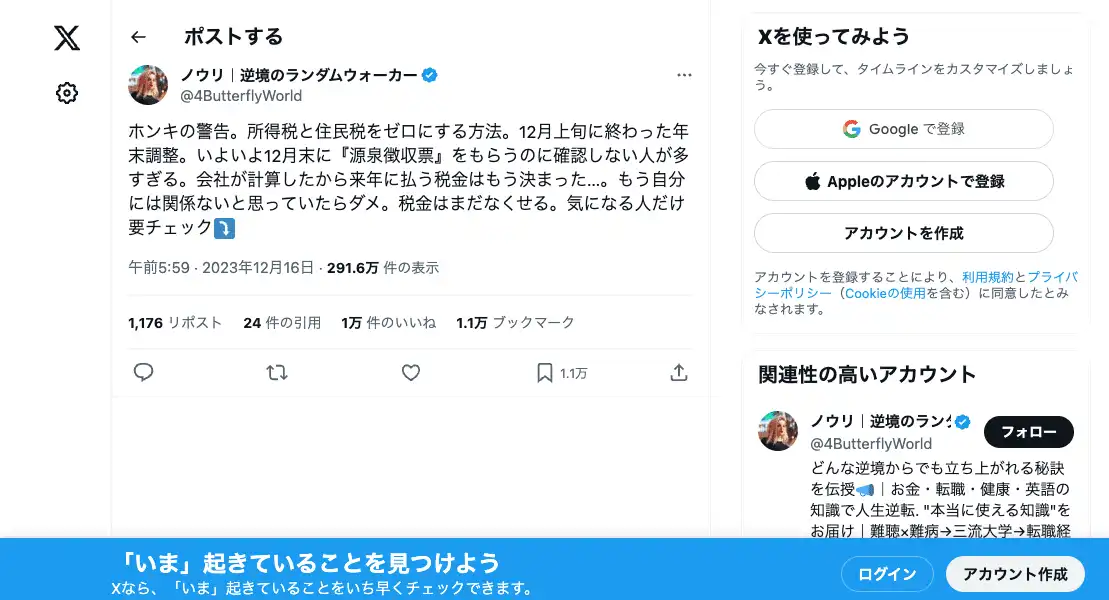 ポストする
ノウリ｜逆境のランダムウォーカー
@4ButterflyWorld
ホンキの警告。所得税と住民税をゼロにする方法。12月上旬に終わった年
末調整。いよいよ12月末に『源泉徴収票』をもらうのに確認しない人が多
すぎる。会社が計算したから来年に払う税金はもう決まった...。もう自分
には関係ないと思っていたらダメ。税金はまだなくせる。気になる人だけ
要チェック⤵️
午前5:59 · 2023年12月16日 · 291.6万 件の表示
1,176 リポスト 24 件の引用 1万 件のいいね 1.1万 ブックマーク
1.1万
Xを使ってみよう
今すぐ登録して、タイムラインをカスタマイズしましょ
う。
Google で登録
Appleのアカウントで登録
アカウントを作成
アカウントを登録することにより、利用規約とプライバ
シーポリシー（Cookieの使用を含む）に同意したとみ
なされます。
関連性の高いアカウント
ノウリ｜逆境のラン
@4ButterflyWorld
フォロー
どんな逆境からでも立ち上がれる秘訣
を伝授📣｜お金・転職・健康・英語の
知識で人生逆転. "本当に使える知識"を
お届け｜難聴×難病→三流大学→転職経
「いま」起きていることを見つけよう
Xなら、「いま」起きていることをいち早くチェックできます。
ログイン
アカウント作成